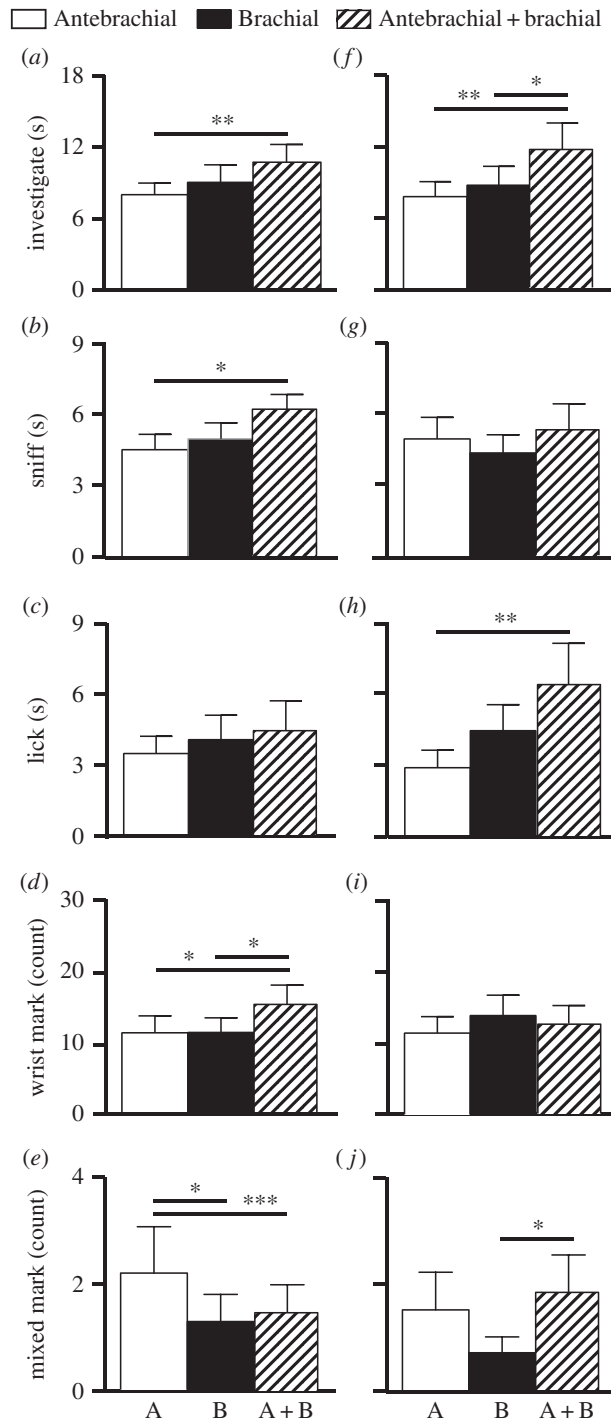 Antebrachial Brachial Antebrachial + brachial
(a) (f)
18
12
6
0
investigate (s)
** ** *
(b) (g)
9
6
3
0
sniff (s)
*
(c) (h)
9
6
3
0
lick (s)
**
(d) (i)
30
20
10
0
wrist mark (count)
* *
(e) (j)
4
2
0
mixed mark (count)
* *** *
A B A + B A B A + B